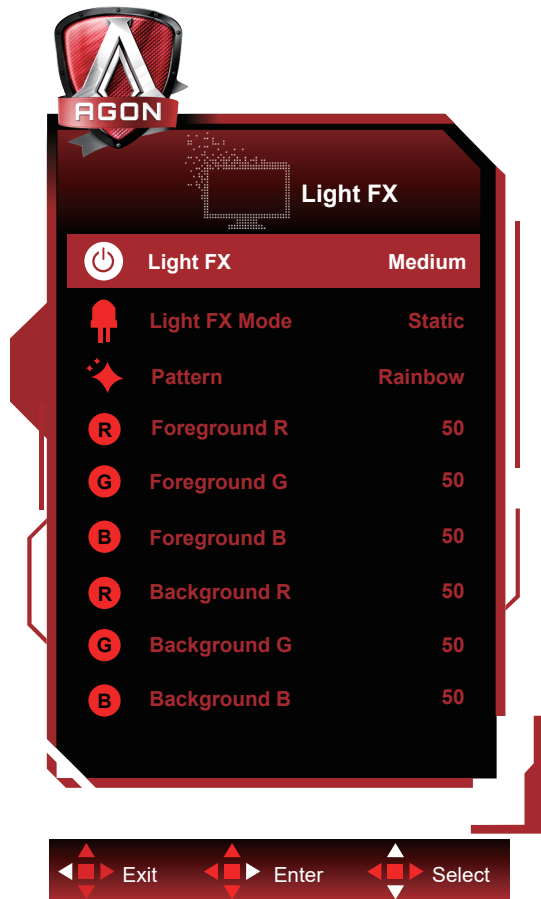 AGON
Light FX
Light FX Medium
Light FX Mode Static
Pattern Rainbow
R Foreground R 50
G Foreground G 50
B Foreground B 50
R Background R 50
G Background G 50
B Background B 50
Exit Enter Select